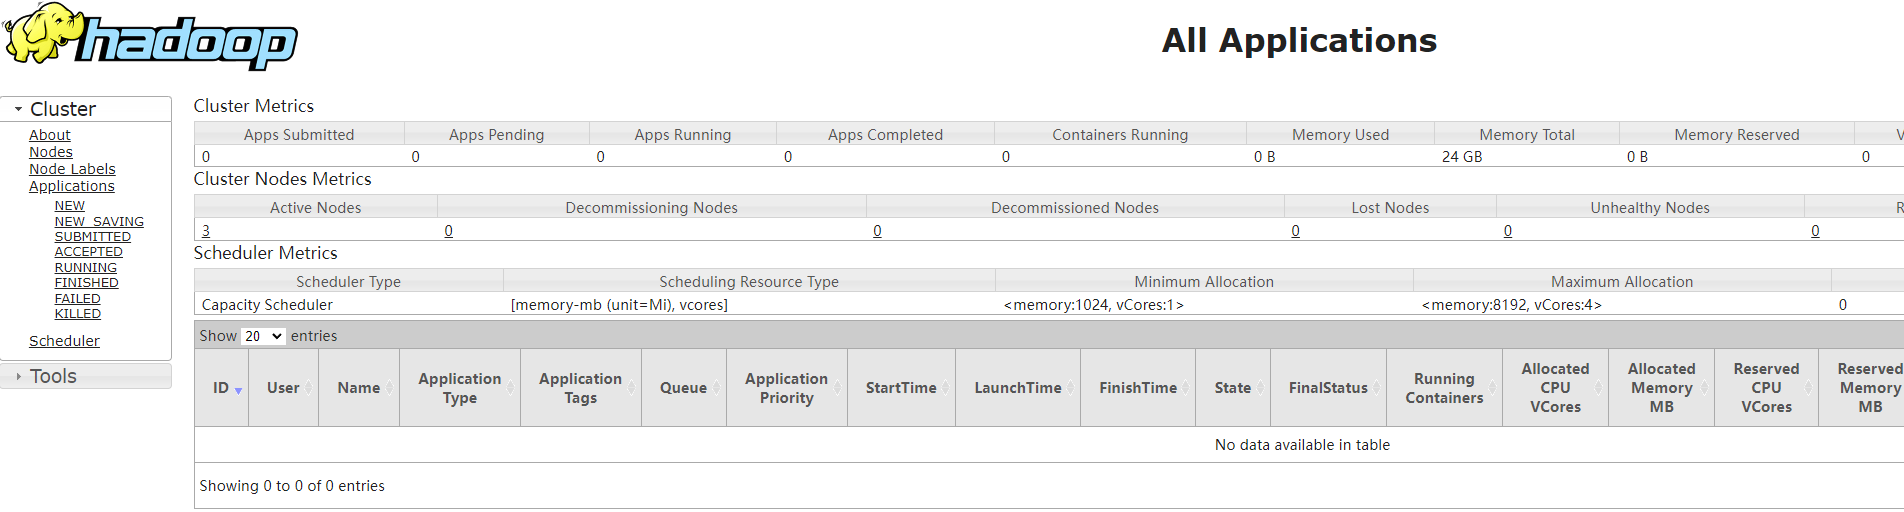 hadoop
All Applications
Cluster
About
Nodes
Node Labels
Applications
NEW
NEW_SAVING
SUBMITTED
ACCEPTED
RUNNING
FINISHED
FAILED
KILLED
Scheduler
Tools
Cluster Metrics
Apps Submitted Apps Pending Apps Running Apps Completed Containers Running Memory Used Memory Total Memory Reserved V
0 0 0 0 0 0 B 24 GB 0 B 0
Cluster Nodes Metrics
Active Nodes Decommissioning Nodes Decommissioned Nodes Lost Nodes Unhealthy Nodes R
3 0 0 0 0 0
Scheduler Metrics
Scheduler Type Scheduling Resource Type Minimum Allocation Maximum Allocation
Capacity Scheduler [memory-mb (unit=Mi), vcores] <memory:1024, vCores:1> <memory:8192, vCores:4> 0
Show 20 entries
ID User Name Application Type Application Tags Queue Application Priority StartTime LaunchTime FinishTime State FinalStatus Running Containers Allocated CPU VCores Allocated Memory MB Reserved CPU VCores Reserved Memory MB
No data available in table
Showing 0 to 0 of 0 entries